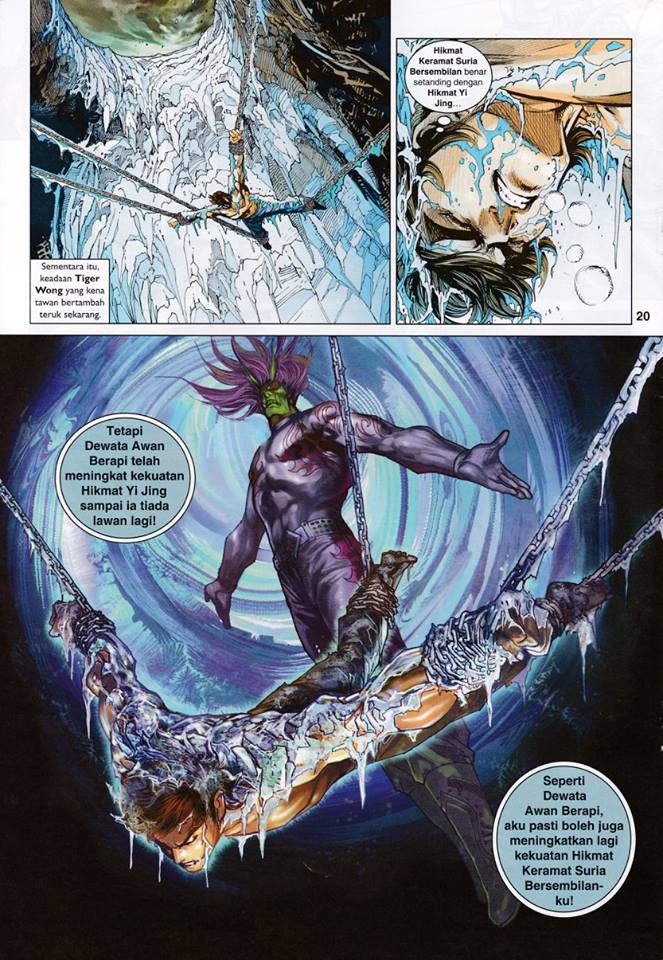 Sementara itu,
keadaan Tiger
Wong yang kena
tawan bertambah
teruk sekarang.
Hikmat
Keramat Suria
Bersembilan benar
setanding dengan
Hikmat Yi
Jing...
20
Tetapi
Dewata Awan
Berapi telah
meningkat kekuatan
Hikmat Yi Jing
sampai ia tiada
lawan lagi!
Seperti
Dewata
Awan Berapi,
aku pasti boleh juga
meningkatkan lagi
kekuatan Hikmat
Keramat Suria
Bersembilan-
ku!